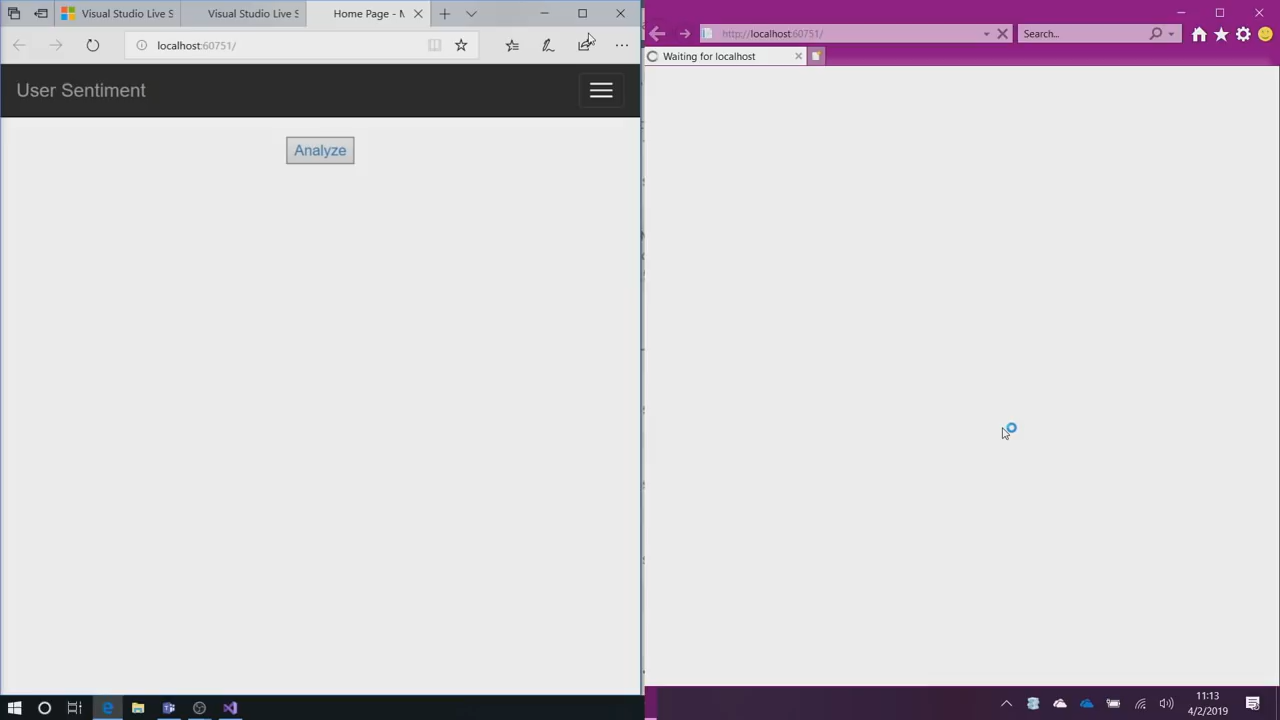 Visual Studio Live S
Visual Studio Live S
Home Page - M
localhost:60751/
User Sentiment
Analyze
http://localhost:60751/
Search...
Waiting for localhost
11:13
4/2/2019